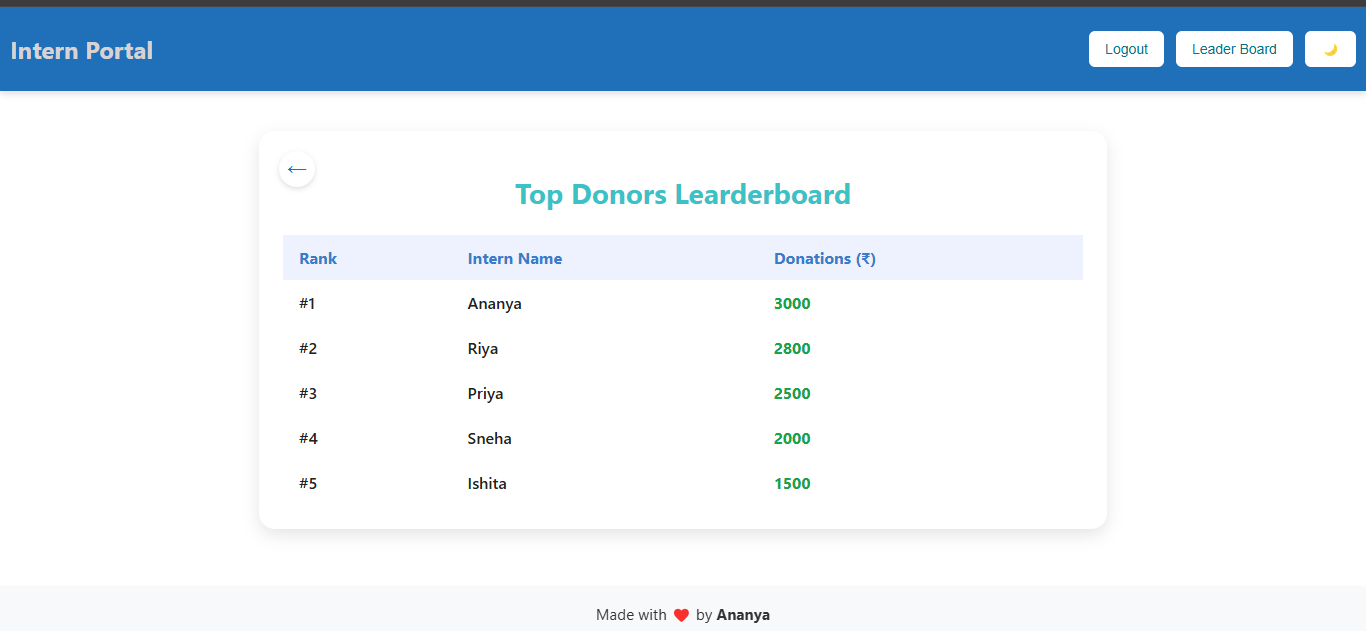 Intern Portal
Logout
Leader Board
Top Donors Learderboard
Rank Intern Name Donations (₹)
#1 Ananya 3000
#2 Riya 2800
#3 Priya 2500
#4 Sneha 2000
#5 Ishita 1500
Made with ❤️ by Ananya